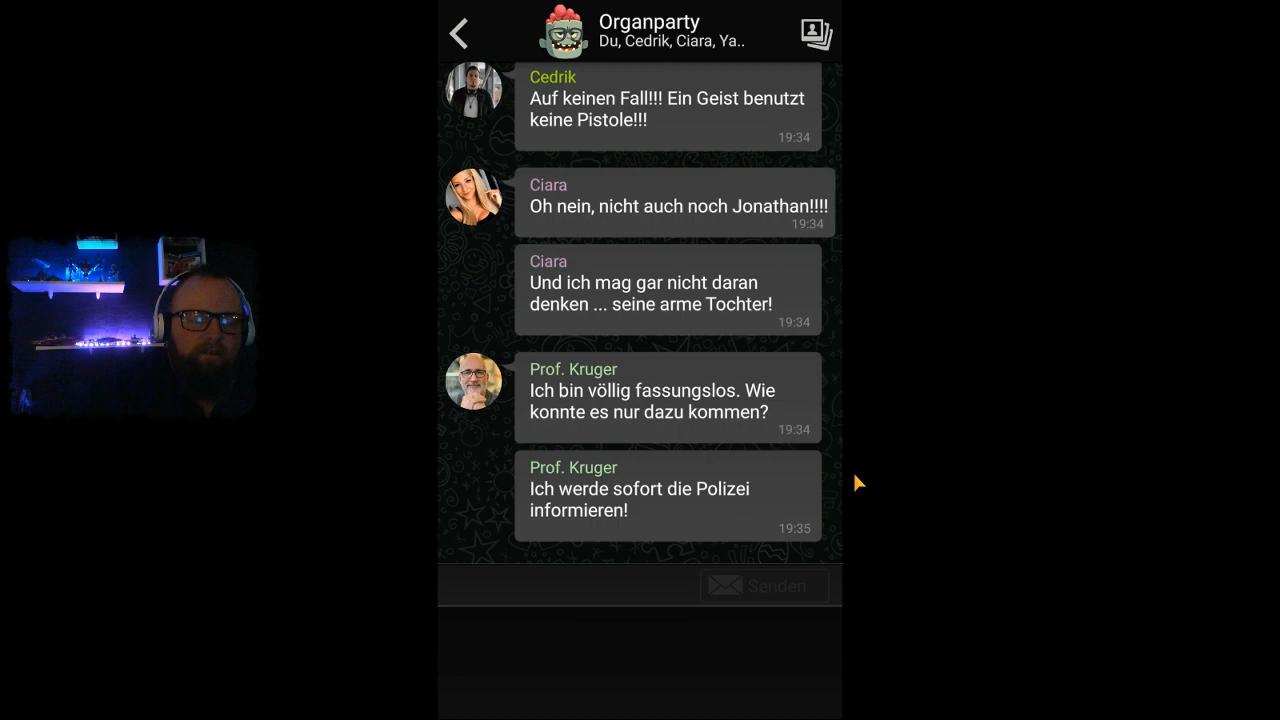 Organparty
Du, Cedrik, Ciara, Ya..
Cedrik
Auf keinen Fall!!! Ein Geist benutzt
keine Pistole!!!
19:34
Ciara
Oh nein, nicht auch noch Jonathan!!!!
19:34
Ciara
Und ich mag gar nicht daran
denken ... seine arme Tochter!
19:34
Prof. Kruger
Ich bin völlig fassungslos. Wie
konnte es nur dazu kommen?
19:34
Prof. Kruger
Ich werde sofort die Polizei
informieren!
19:35
Senden